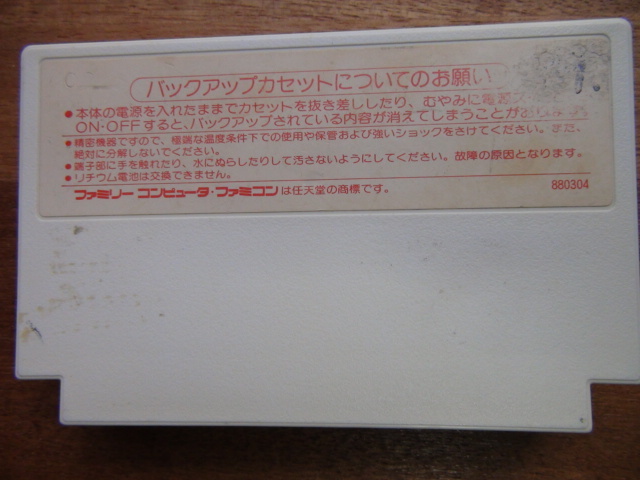 バックアップカセットについてのお願い
●本体の電源を入れたままでカセットを抜き差ししたり、むやみに電源
ON・OFFすると、バックアップされている内容が消えてしまうことが
●精密機器ですので、極端な温度条件下での使用や保管および強いショックをさけてください。また、
絶対に分解しないでください。
●端子部に手を触れたり、水にぬらしたりして汚さないようにしてください。故障の原因となります。
●リチウム電池は交換できません。
ファミリー コンピュータ・ファミコンは任天堂の商標です。
880304